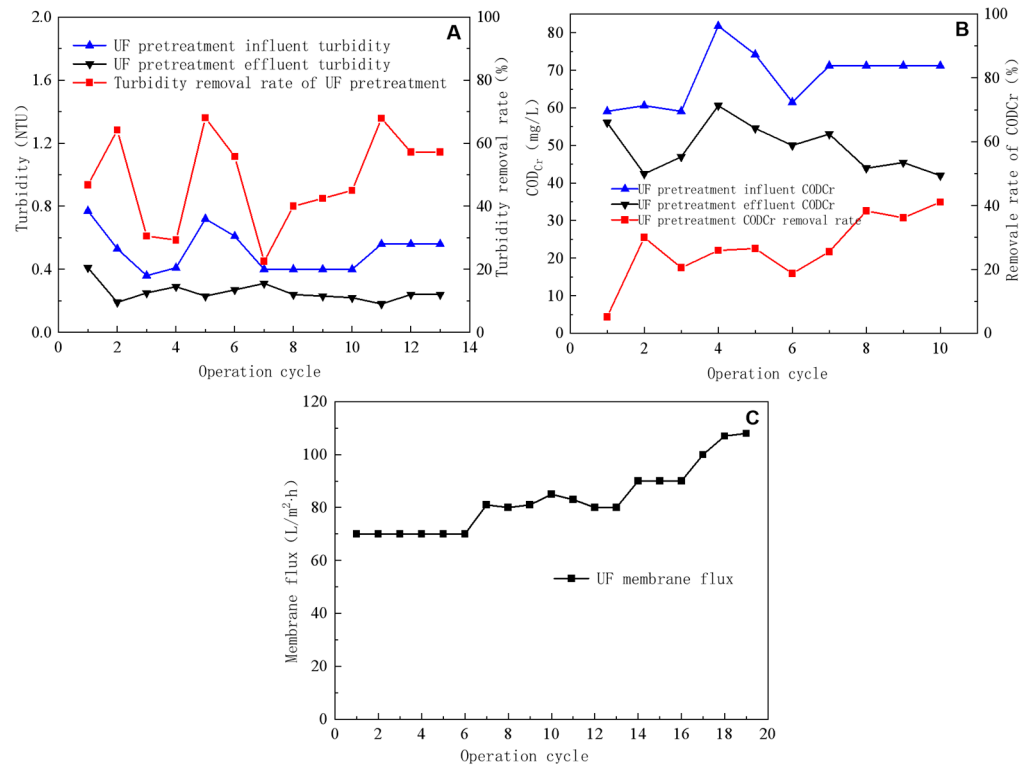 A
UF pretreatment influent turbidity
UF pretreatment effluent turbidity
Turbidity removal rate of UF pretreatment
Turbidity (NTU)
2.0
1.6
1.2
0.8
0.4
0.0
Turbidity removal rate (%)
100
80
60
40
20
0
0 2 4 6 8 10 12 14
Operation cycle
B
UF pretreatment influent CODCr
UF pretreatment effluent CODCr
UF pretreatment CODCr removal rate
CODCr (mg/L)
80
70
60
50
40
30
20
10
0
Removale rate of CODCr (%)
100
80
60
40
20
0
0 2 4 6 8 10
Operation cycle
C
UF membrane flux
Membrane flux (L/m²·h)
120
100
80
60
40
20
0
0 2 4 6 8 10 12 14 16 18 20
Operation cycle